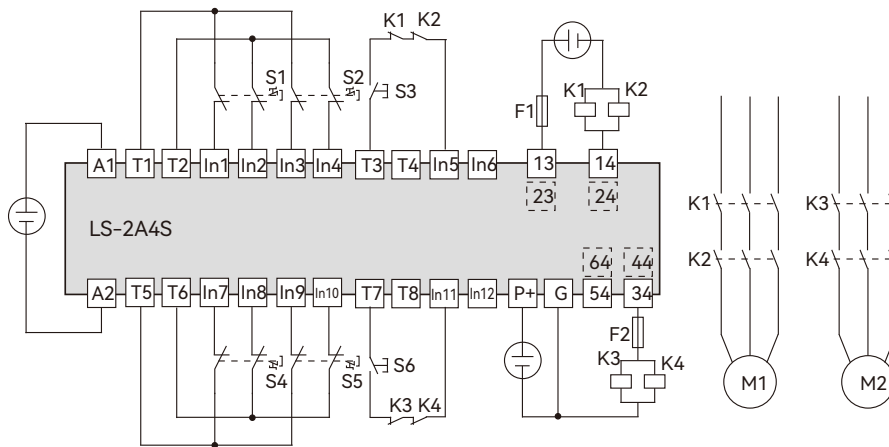 K1 K2
S1 S2 S3
F1 K1 K2
A1 T1 T2 In1 In2 In3 In4 T3 T4 In5 In6 13 14
23 24
LS-2A4S
K1 K3
K2 K4
64 44
A2 T5 T6 In7 In8 In9 In10 T7 T8 In11 In12 P+ G 54 34
F2
S4 S5 S6 K3 K4
M1 M2
K3 K4